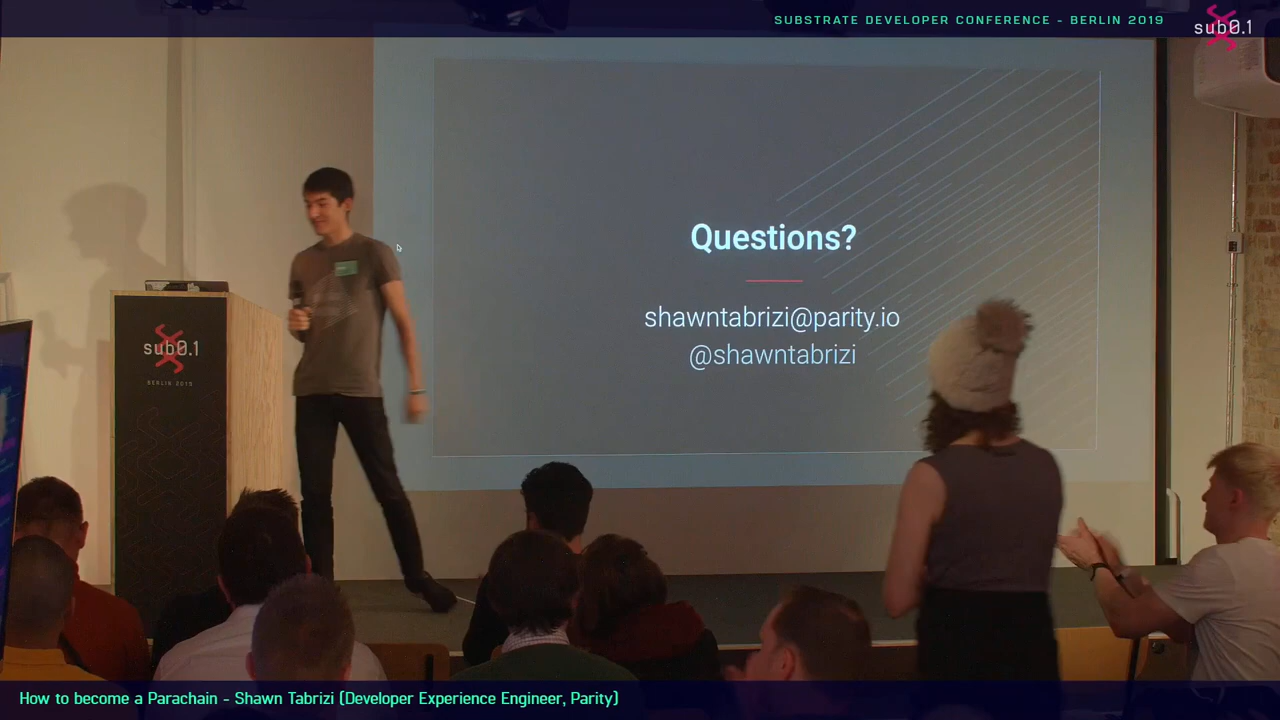 SUBSTRATE DEVELOPER CONFERENCE - BERLIN 2019
sub0.1
Questions?
shawntabrizi@parity.io
@shawntabrizi
sub0.1
BERLIN 2019
How to become a Parachain - Shawn Tabrizi (Developer Experience Engineer, Parity)